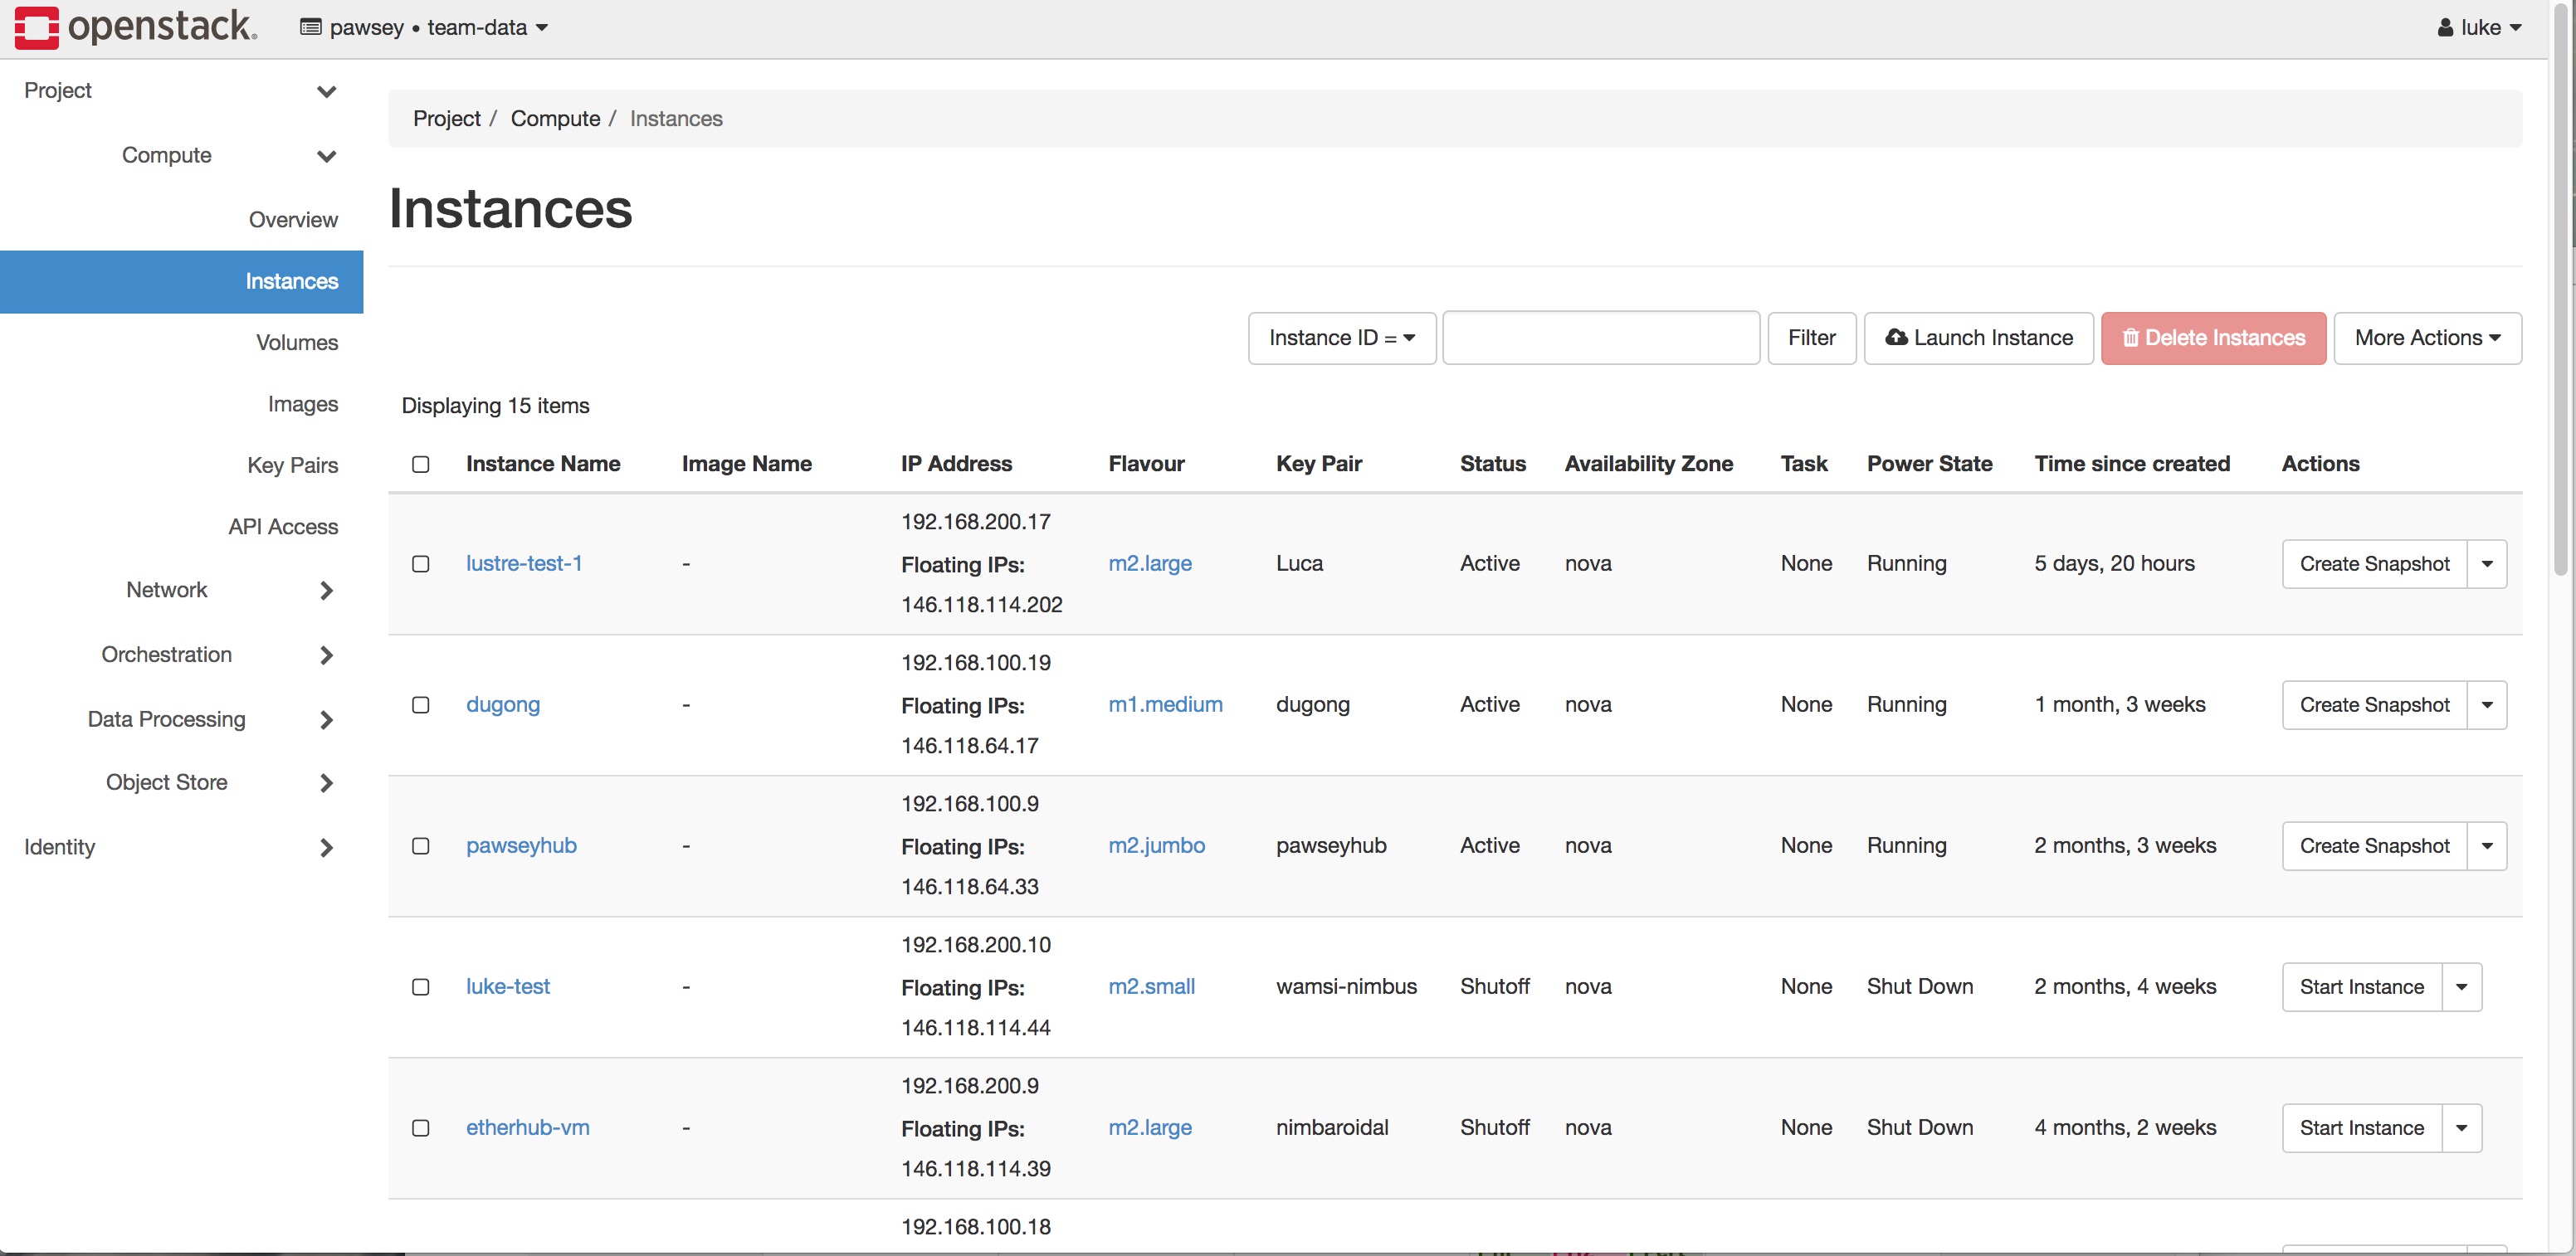 openstack. pawsey • team-data luke
Project
Compute
Overview
Instances
Volumes
Images
Key Pairs
API Access
Network
Orchestration
Data Processing
Object Store
Identity
Project / Compute / Instances
Instances
Instance ID = Filter Launch Instance Delete Instances More Actions
Displaying 15 items
Instance Name Image Name IP Address Flavour Key Pair Status Availability Zone Task Power State Time since created Actions
192.168.200.17
lustre-test-1 - Floating IPs: m2.large Luca Active nova None Running 5 days, 20 hours Create Snapshot
146.118.114.202
192.168.100.19
dugong - Floating IPs: m1.medium dugong Active nova None Running 1 month, 3 weeks Create Snapshot
146.118.64.17
192.168.100.9
pawseyhub - Floating IPs: m2.jumbo pawseyhub Active nova None Running 2 months, 3 weeks Create Snapshot
146.118.64.33
192.168.200.10
luke-test - Floating IPs: m2.small wamsi-nimbus Shutoff nova None Shut Down 2 months, 4 weeks Start Instance
146.118.114.44
192.168.200.9
etherhub-vm - Floating IPs: m2.large nimbaroidal Shutoff nova None Shut Down 4 months, 2 weeks Start Instance
146.118.114.39
192.168.100.18